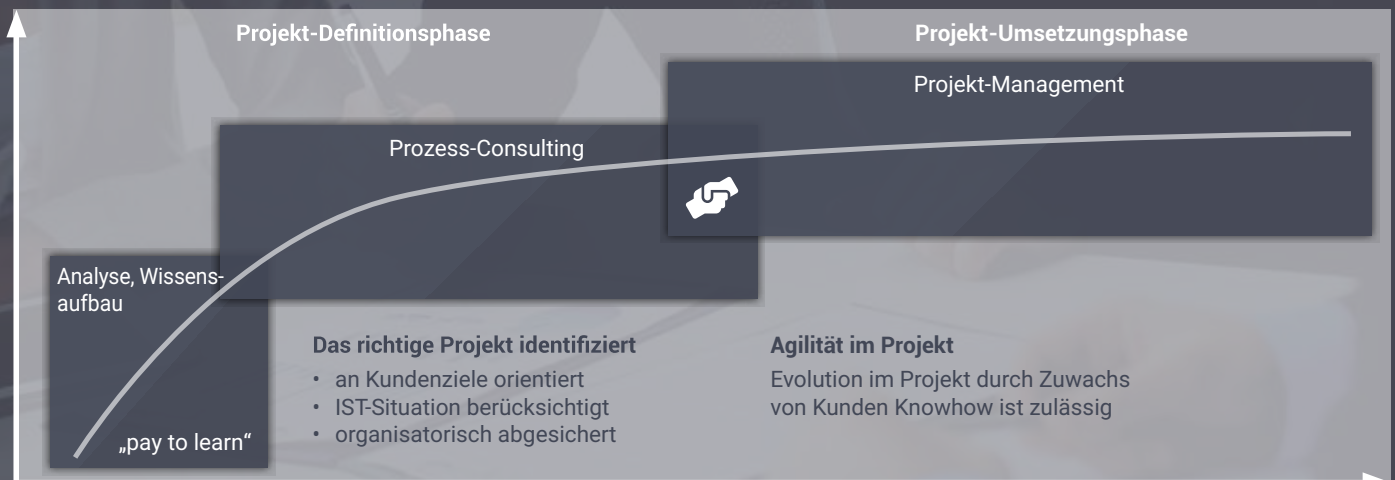 Projekt-Definitionsphase
Projekt-Umsetzungsphase
Projekt-Management
Prozess-Consulting
Analyse, Wissens-
aufbau
„pay to learn“
Das richtige Projekt identifiziert
• an Kundenziele orientiert
• IST-Situation berücksichtigt
• organisatorisch abgesichert
Agilität im Projekt
Evolution im Projekt durch Zuwachs
von Kunden Knowhow ist zulässig